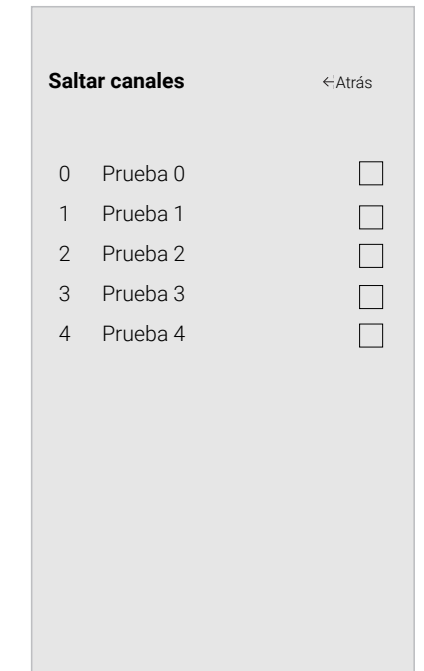 Saltar canales ←Atrás
0 Prueba 0
1 Prueba 1
2 Prueba 2
3 Prueba 3
4 Prueba 4